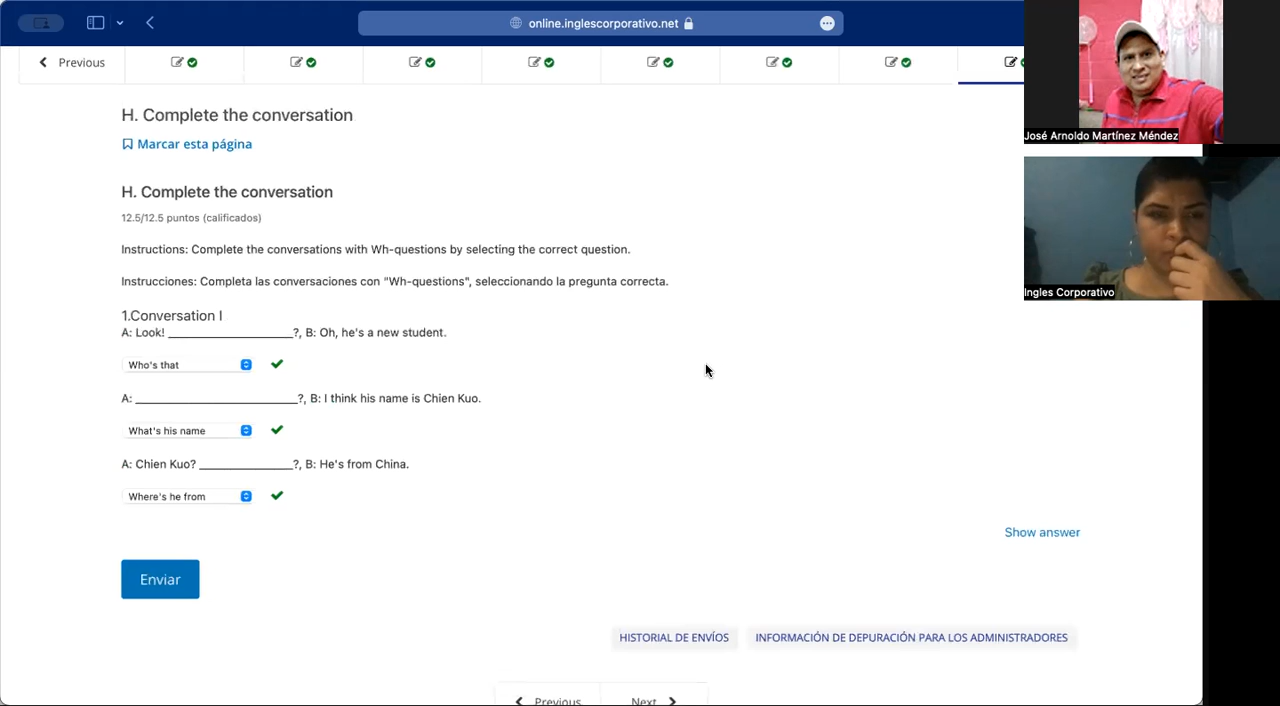 online.inglescorporativo.net
Previous
H. Complete the conversation
Marcar esta página
H. Complete the conversation
12.5/12.5 puntos (calificados)
Instructions: Complete the conversations with Wh-questions by selecting the correct question.
Instrucciones: Completa las conversaciones con "Wh-questions", seleccionando la pregunta correcta.
1.Conversation I
A: Look! ____________________?, B: Oh, he's a new student.
Who's that
A: __________________________?, B: I think his name is Chien Kuo.
What's his name
A: Chien Kuo? _______________?, B: He's from China.
Where's he from
Show answer
Enviar
HISTORIAL DE ENVÍOS
INFORMACIÓN DE DEPURACIÓN PARA LOS ADMINISTRADORES
Previous
Next
José Arnoldo Martínez Méndez
Ingles Corporativo